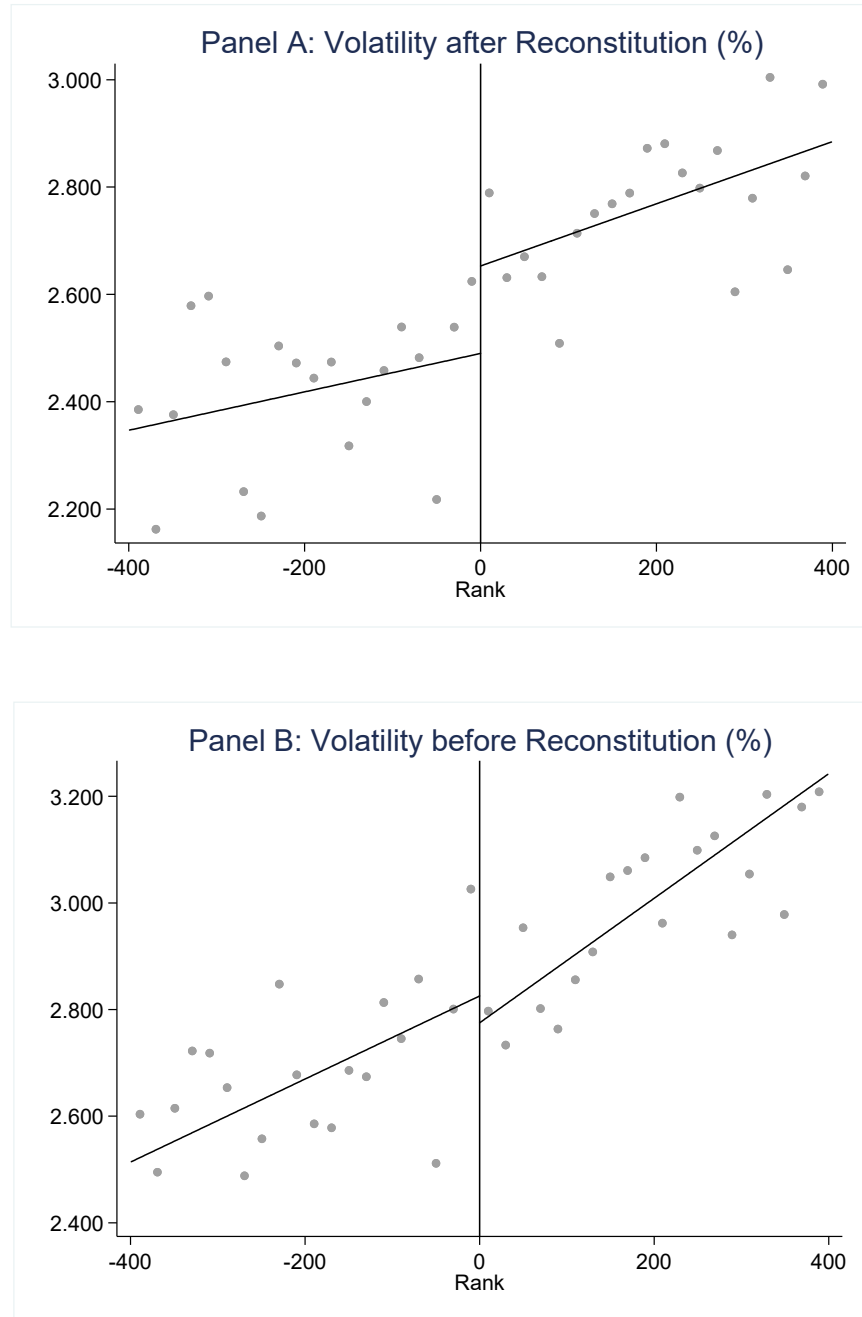 Panel A: Volatility after Reconstitution (%)
3.000
2.800
2.600
2.400
2.200
-400 -200 0 200 400
Rank
Panel B: Volatility before Reconstitution (%)
3.200
3.000
2.800
2.600
2.400
-400 -200 0 200 400
Rank